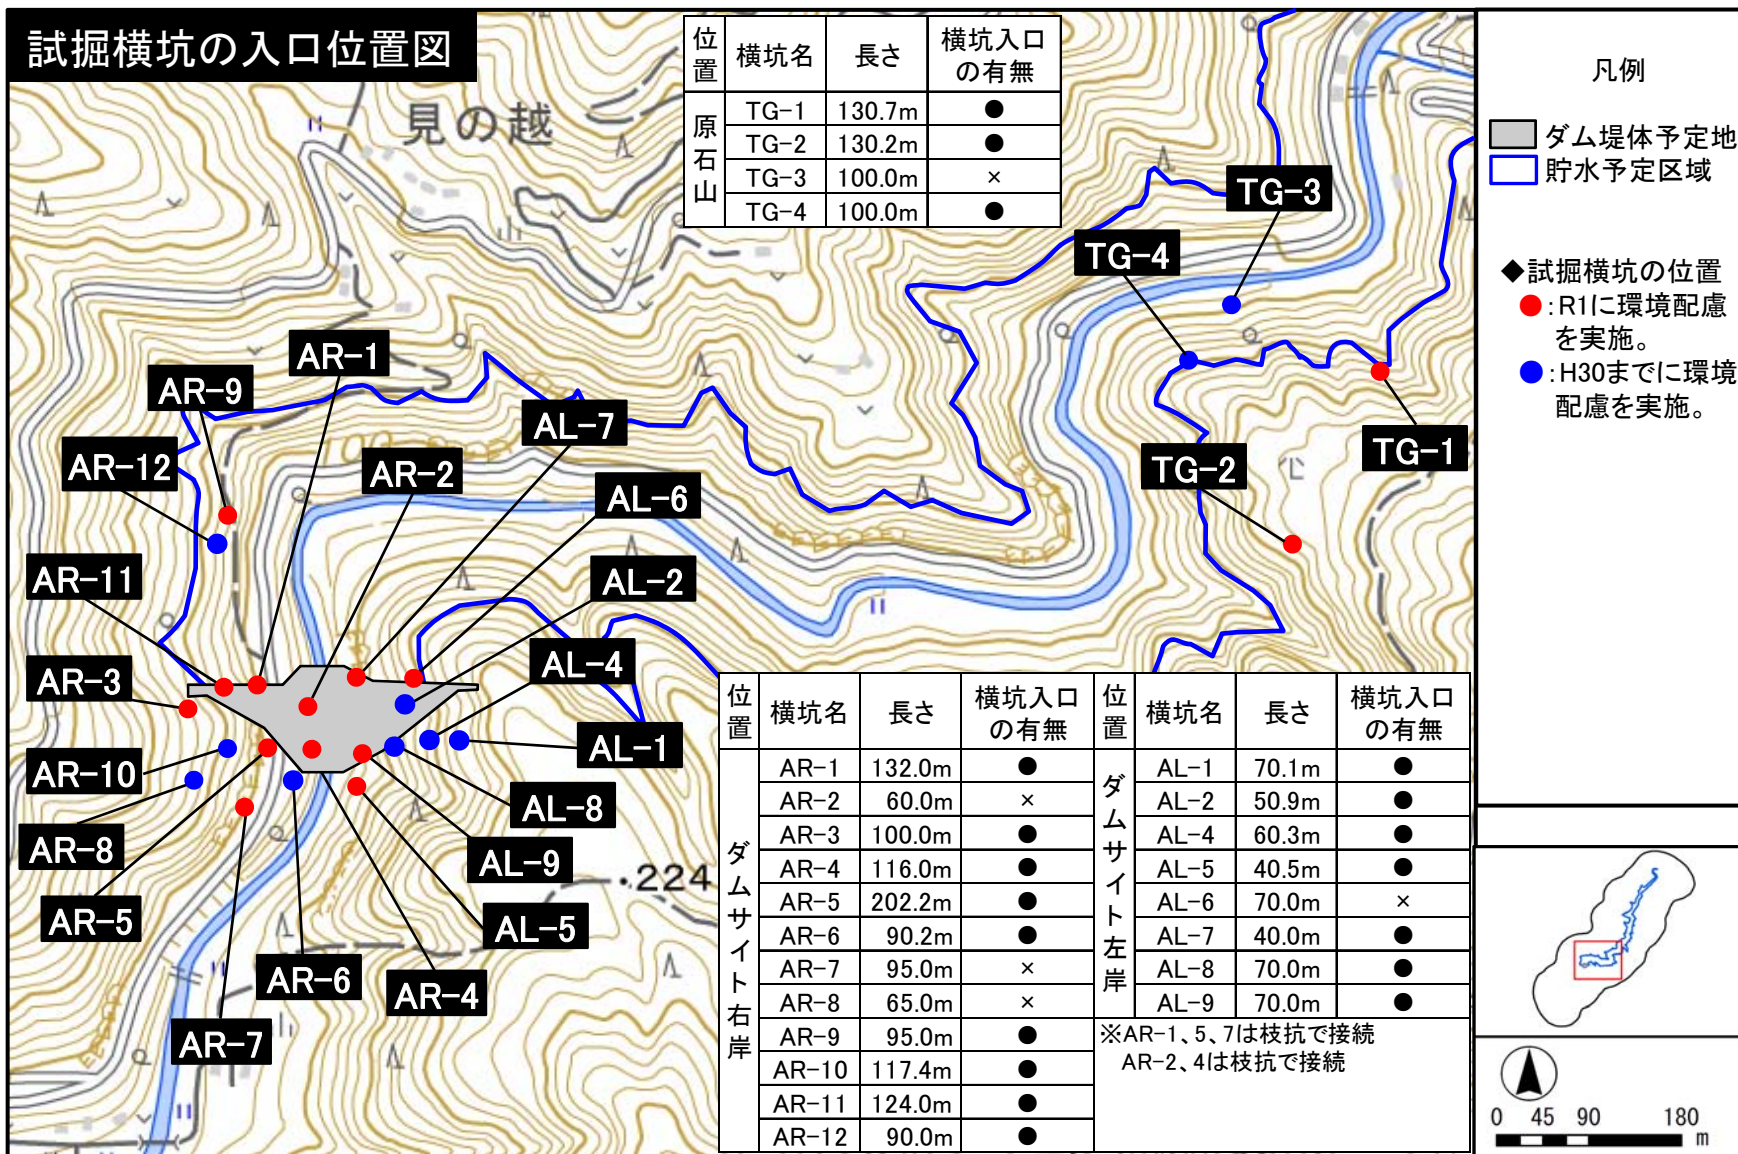 試掘横坑の入口位置図
位置 横坑名 長さ 横坑入口の有無
原石山
TG-1 130.7m ●
TG-2 130.2m ●
TG-3 100.0m ×
TG-4 100.0m ●
凡例
ダム堤体予定地
貯水予定区域
◆試掘横坑の位置
●:R1に環境配慮
を実施。
●:H30までに環境
配慮を実施。
見の越
TG-3
TG-4
AR-1
AR-9
AL-7
AR-12
AR-2
TG-1
TG-2
AL-6
AR-11
AL-2
AL-4
AR-3
AL-1
AR-10
AL-8
AR-8
AL-9
・224
AR-5
AL-5
AR-6
AR-4
AR-7
位置 横坑名 長さ 横坑入口の有無
ダムサイト右岸
AR-1 132.0m ●
AR-2 60.0m ×
AR-3 100.0m ●
AR-4 116.0m ●
AR-5 202.2m ●
AR-6 90.2m ●
AR-7 95.0m ×
AR-8 65.0m ×
AR-9 95.0m ●
AR-10 117.4m ●
AR-11 124.0m ●
AR-12 90.0m ●
位置 横坑名 長さ 横坑入口の有無
ダムサイト左岸
AL-1 70.1m ●
AL-2 50.9m ●
AL-4 60.3m ●
AL-5 40.5m ●
AL-6 70.0m ×
AL-7 40.0m ●
AL-8 70.0m ●
AL-9 70.0m ●
※AR-1、5、7は枝抗で接続
AR-2、4は枝抗で接続
0 45 90 180
m